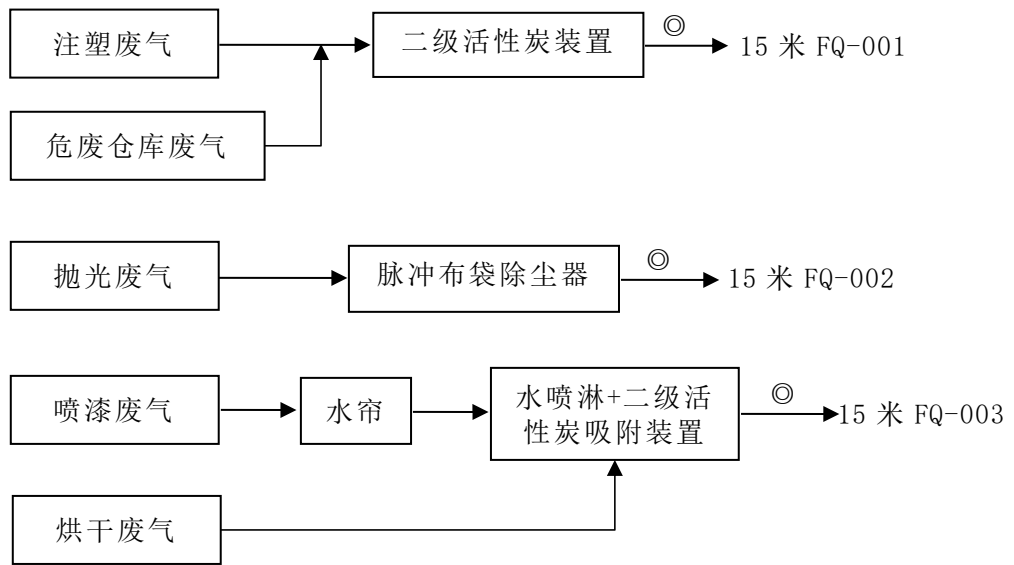 注塑废气
二级活性炭装置
◎
15 米 FQ-001
危废仓库废气
抛光废气
脉冲布袋除尘器
◎
15 米 FQ-002
喷漆废气
水帘
水喷淋+二级活
性炭吸附装置
◎
15 米 FQ-003
烘干废气